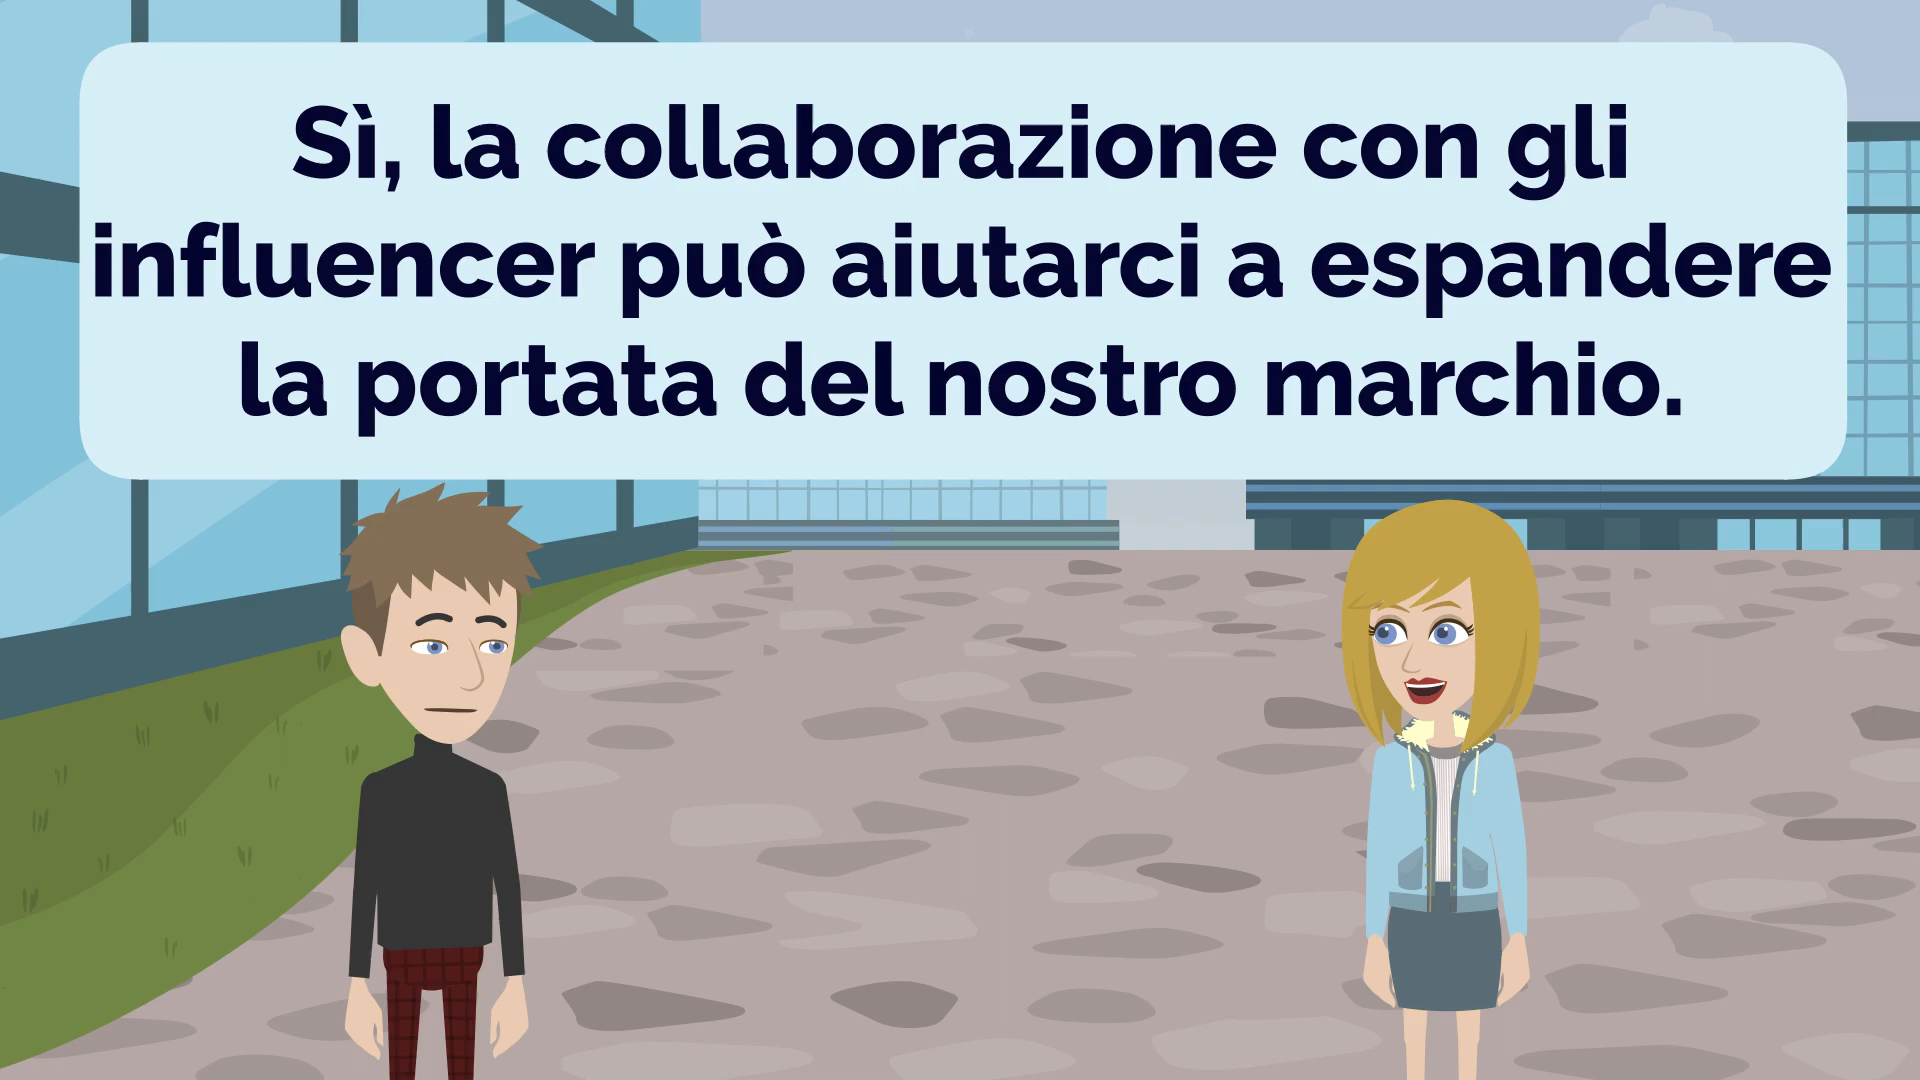 Sì, la collaborazione con gli
influencer può aiutarci a espandere
la portata del nostro marchio.